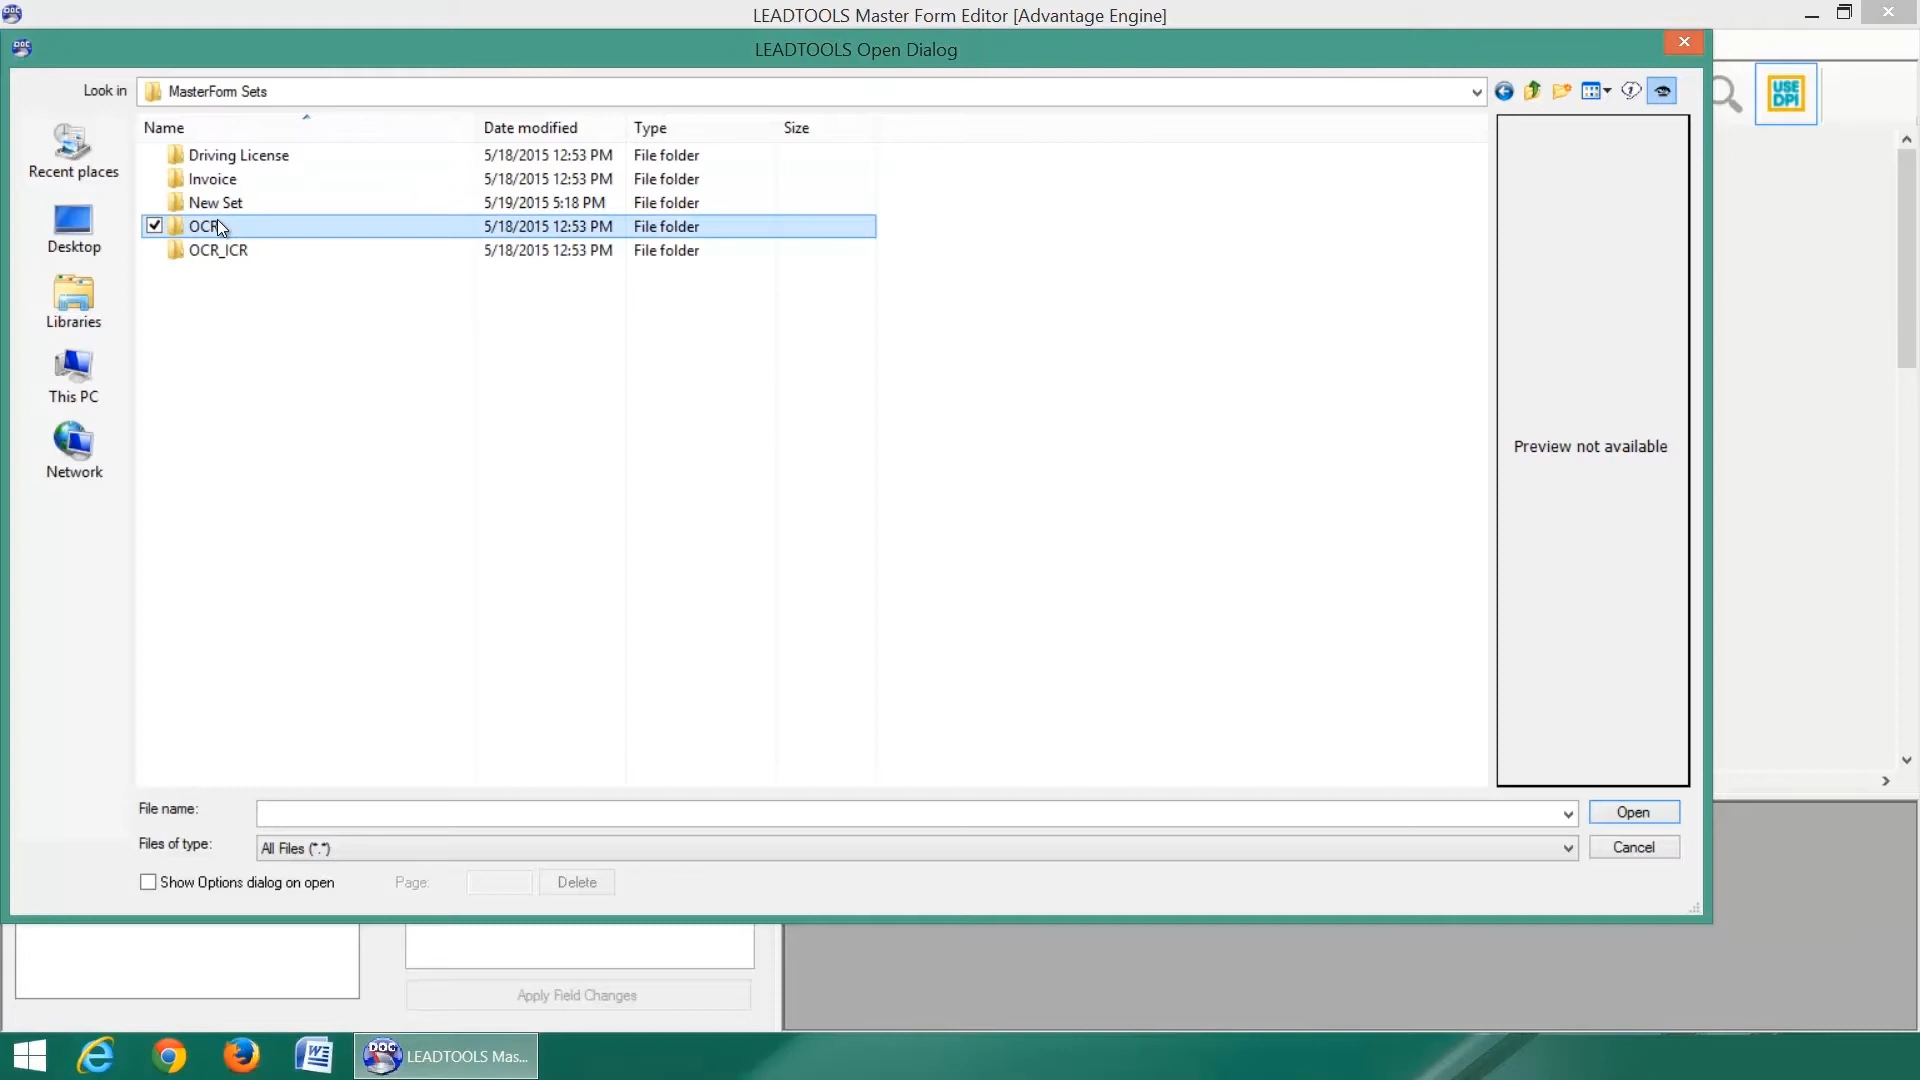 LEADTOOLS Master Form Editor [Advantage Engine]
LEADTOOLS Open Dialog
Look in MasterForm Sets
USE DPI
Name Date modified Type Size
Driving License 5/18/2015 12:53 PM File folder
Invoice 5/18/2015 12:53 PM File folder
New Set 5/19/2015 5:18 PM File folder
OCR 5/18/2015 12:53 PM File folder
OCR_ICR 5/18/2015 12:53 PM File folder
Recent places
Desktop
Libraries
This PC
Network
Preview not available
File name: Open
Files of type: All Files (*.*) Cancel
Show Options dialog on open Page: Delete
Apply Field Changes
LEADTOOLS Mas...